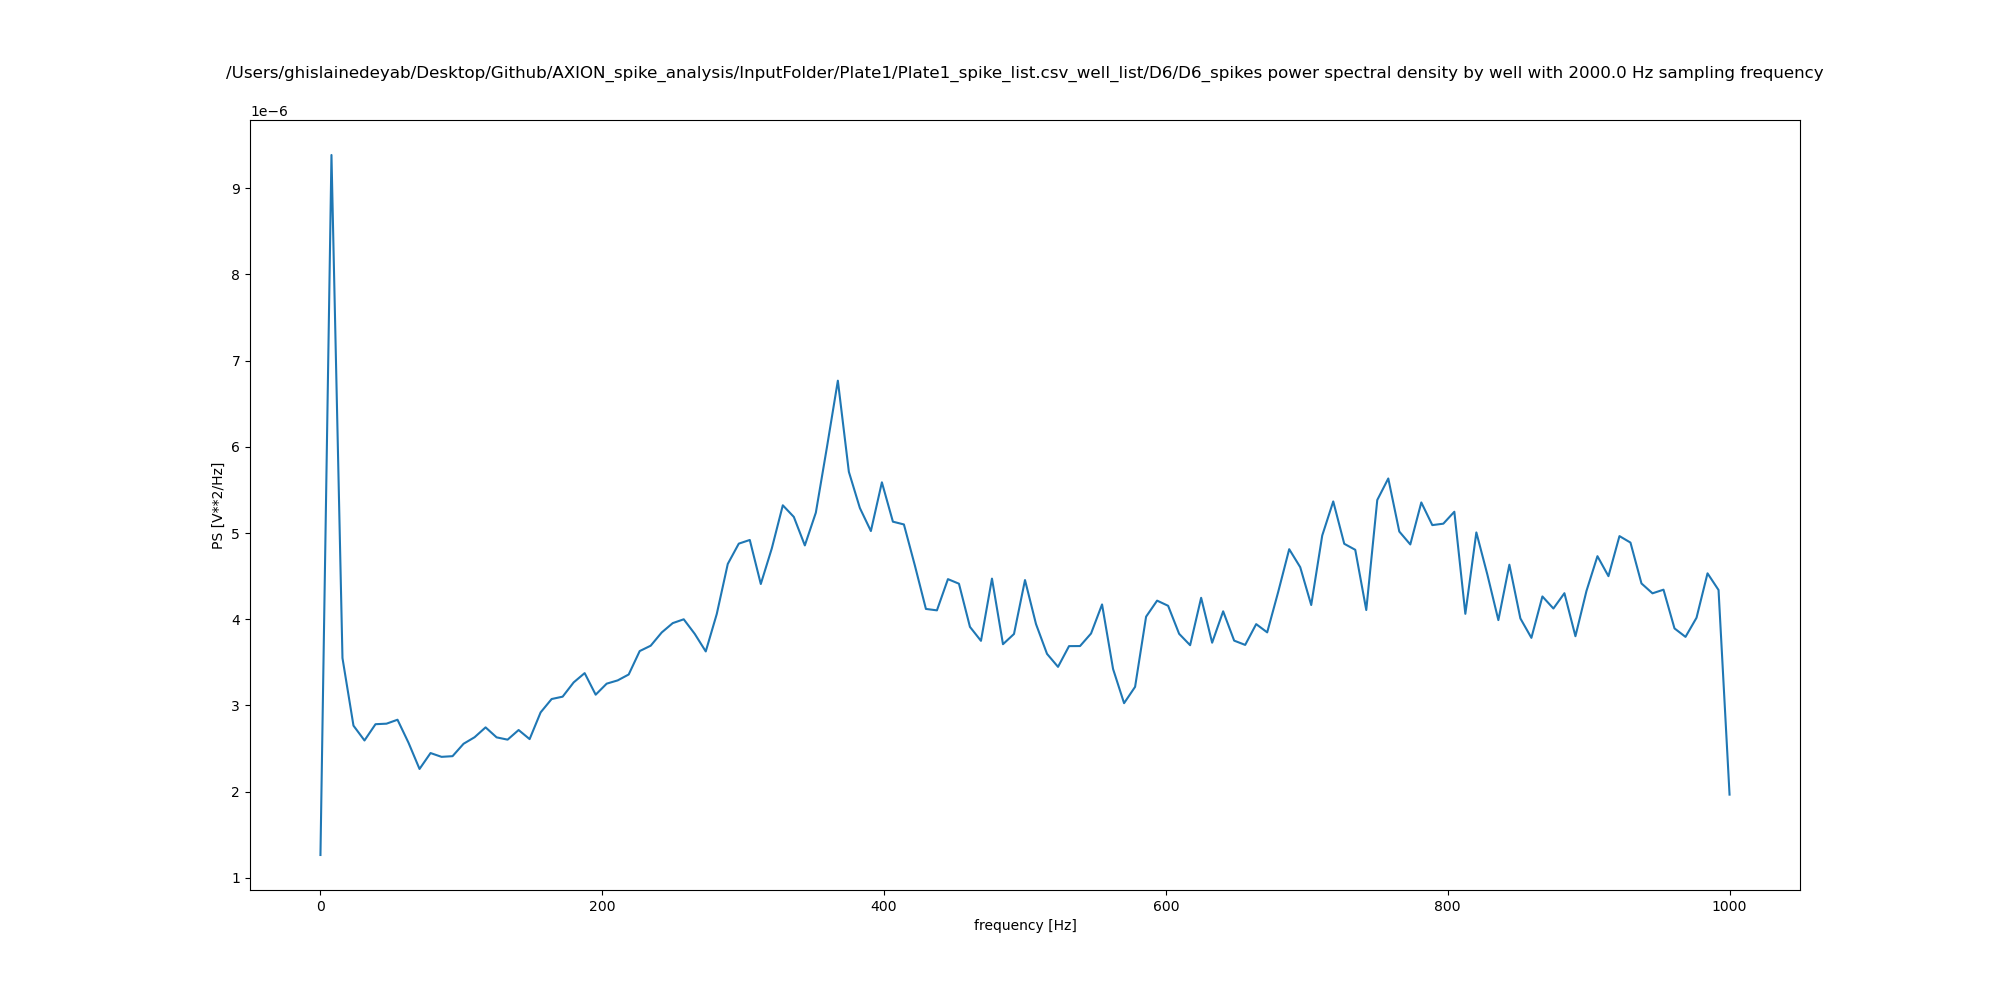 /Users/ghislainedeyab/Desktop/Github/AXION_spike_analysis/InputFolder/Plate1/Plate1_spike_list.csv_well_list/D6/D6_spikes power spectral density by well with 2000.0 Hz sampling frequency
1e−6
9
8
7
6
5
4
3
2
1
PS [V**2/Hz]
0 200 400 600 800 1000
frequency [Hz]